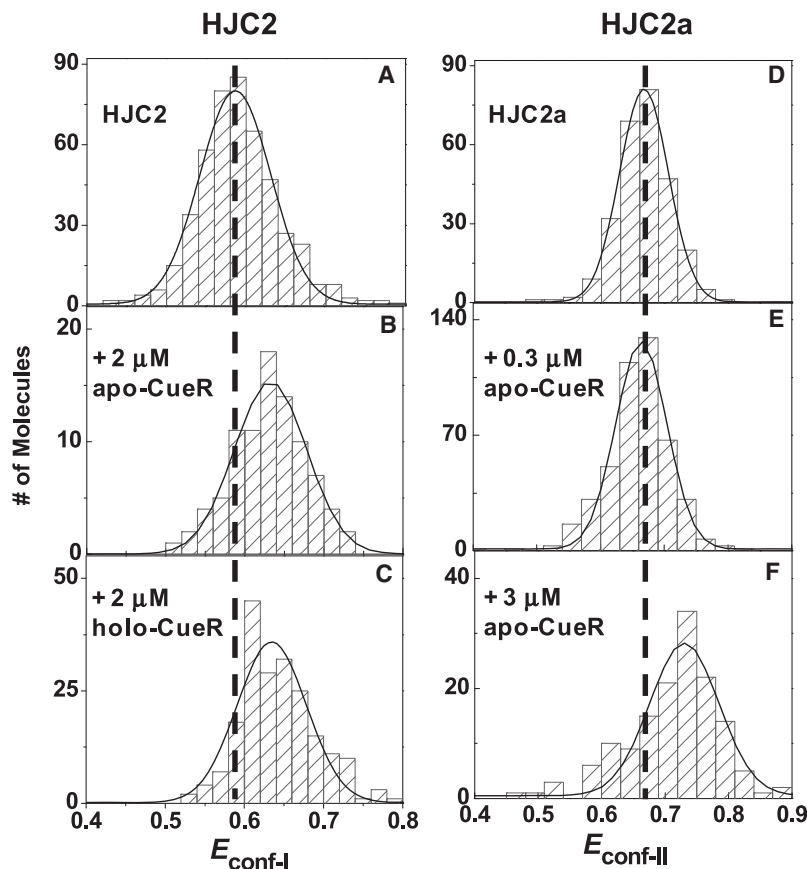 HJC2
HJC2a
90
60
30
0
A
HJC2
90
60
30
0
D
HJC2a
# of Molecules
20
10
0
B
+ 2 μM
apo-CueR
140
70
0
E
+ 0.3 μM
apo-CueR
50
25
0
C
+ 2 μM
holo-CueR
40
20
0
F
+ 3 μM
apo-CueR
0.4 0.5 0.6 0.7 0.8
0.4 0.5 0.6 0.7 0.8 0.9
Econf-I
Econf-II